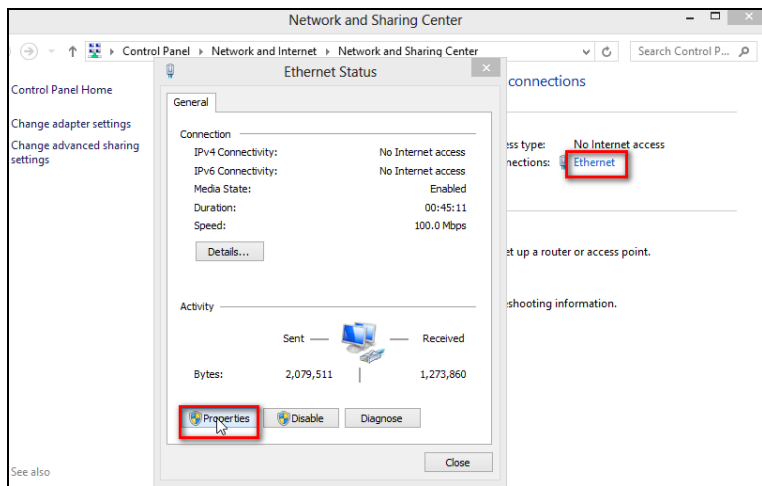 Network and Sharing Center
Control Panel Network and Internet Network and Sharing Center
Search Control P...
Ethernet Status
connections
Control Panel Home
General
Change adapter settings
Change advanced sharing
settings
Connection
IPv4 Connectivity: No Internet access
IPv6 Connectivity: No Internet access
Media State: Enabled
Duration: 00:45:11
Speed: 100.0 Mbps
Details...
ess type: No Internet access
nections: Ethernet
et up a router or access point.
eshooting information.
Activity
Sent Received
Bytes: 2,079,511 1,273,860
Properties Disable Diagnose
Close
See also